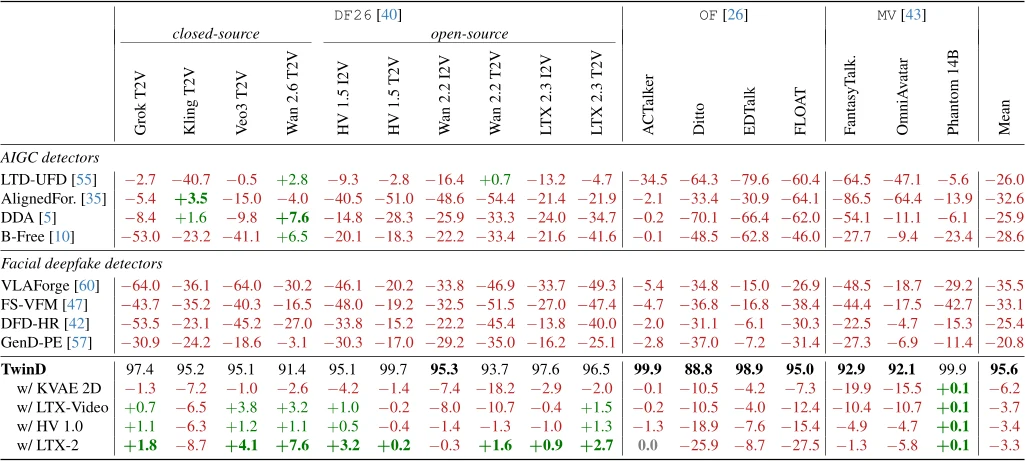 DF26 [40] OF [26] MV [43]
closed-source open-source
Grok T2V Kling T2V Veo3 T2V Wan 2.6 T2V HV 1.5 I2V HV 1.5 T2V Wan 2.2 I2V Wan 2.2 T2V LTX 2.3 I2V LTX 2.3 T2V ACTalker Ditto EDTalk FLOAT FantasyTalk. OmniAvatar Phantom 14B Mean
AIGC detectors
LTD-UFD [55] −2.7 −40.7 −0.5 +2.8 −9.3 −2.8 −16.4 +0.7 −13.2 −4.7 −34.5 −64.3 −79.6 −60.4 −64.5 −47.1 −5.6 −26.0
AlignedFor. [35] −5.4 +3.5 −15.0 −4.0 −40.5 −51.0 −48.6 −54.4 −21.4 −21.9 −2.1 −33.4 −30.9 −64.1 −86.5 −64.4 −13.9 −32.6
DDA [5] −8.4 +1.6 −9.8 +7.6 −14.8 −28.3 −25.9 −33.3 −24.0 −34.7 −0.2 −70.1 −66.4 −62.0 −54.1 −11.1 −6.1 −25.9
B-Free [10] −53.0 −23.2 −41.1 +6.5 −20.1 −18.3 −22.2 −33.4 −21.6 −41.6 −0.1 −48.5 −62.8 −46.0 −27.7 −9.4 −23.4 −28.6
Facial deepfake detectors
VLAForge [60] −64.0 −36.1 −64.0 −30.2 −46.1 −20.2 −33.8 −46.9 −33.7 −49.3 −5.4 −34.8 −15.0 −26.9 −48.5 −18.7 −29.2 −35.5
FS-VFM [47] −43.7 −35.2 −40.3 −16.5 −48.0 −19.2 −32.5 −51.5 −27.0 −47.4 −4.7 −36.8 −16.8 −38.4 −44.4 −17.5 −42.7 −33.1
DFD-HR [42] −53.5 −23.1 −45.2 −27.0 −33.8 −15.2 −22.2 −45.4 −13.8 −40.0 −2.0 −31.1 −6.1 −30.3 −22.5 −4.7 −15.3 −25.4
GenD-PE [57] −30.9 −24.2 −18.6 −3.1 −30.3 −17.0 −29.2 −35.0 −16.2 −25.1 −2.8 −37.0 −7.2 −31.4 −27.3 −6.9 −11.4 −20.8
TwinD 97.4 95.2 95.1 91.4 95.1 99.7 95.3 93.7 97.6 96.5 99.9 88.8 98.9 95.0 92.9 92.1 99.9 95.6
w/ KVAE 2D −1.3 −7.2 −1.0 −2.6 −4.2 −1.4 −7.4 −18.2 −2.9 −2.0 −0.1 −10.5 −4.2 −7.3 −19.9 −15.5 +0.1 −6.2
w/ LTX-Video +0.7 −6.5 +3.8 +3.2 +1.0 −0.2 −8.0 −10.7 −0.4 +1.5 −0.2 −10.5 −4.0 −12.4 −10.4 −10.7 +0.1 −3.7
w/ HV 1.0 +1.1 −6.3 +1.2 +1.1 +0.5 −0.4 −1.4 −1.3 −1.0 +1.3 −1.3 −18.9 −7.6 −15.4 −4.9 −4.7 +0.1 −3.4
w/ LTX-2 +1.8 −8.7 +4.1 +7.6 +3.2 +0.2 −0.3 +1.6 +0.9 +2.7 0.0 −25.9 −8.7 −27.5 −1.3 −5.8 +0.1 −3.3